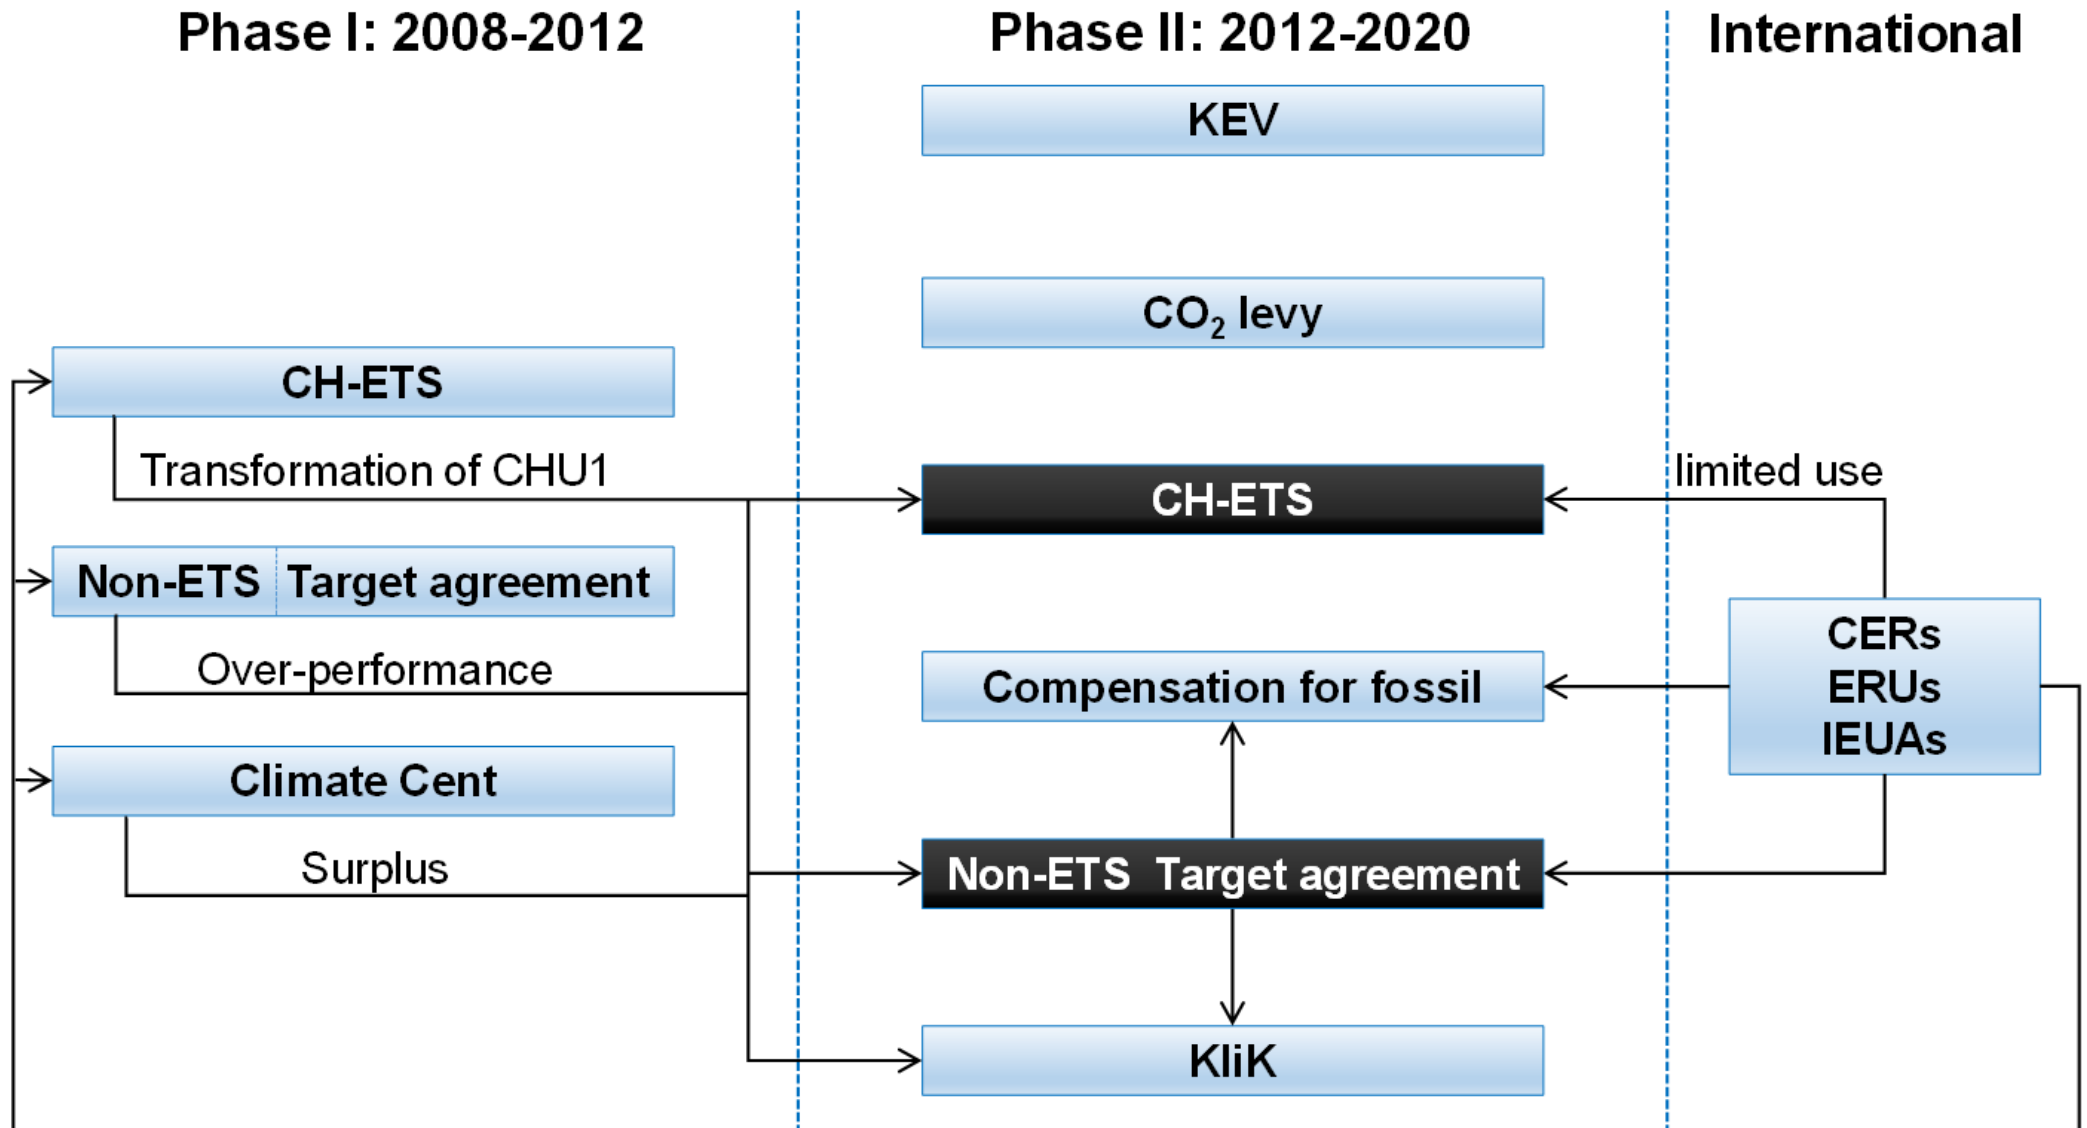 Phase I: 2008-2012
Phase II: 2012-2020
International
KEV
CO₂ levy
CH-ETS
Transformation of CHU1
CH-ETS
limited use
Non-ETS Target agreement
Over-performance
Compensation for fossil
CERs
ERUs
IEUAs
Climate Cent
Surplus
Non-ETS Target agreement
KliK